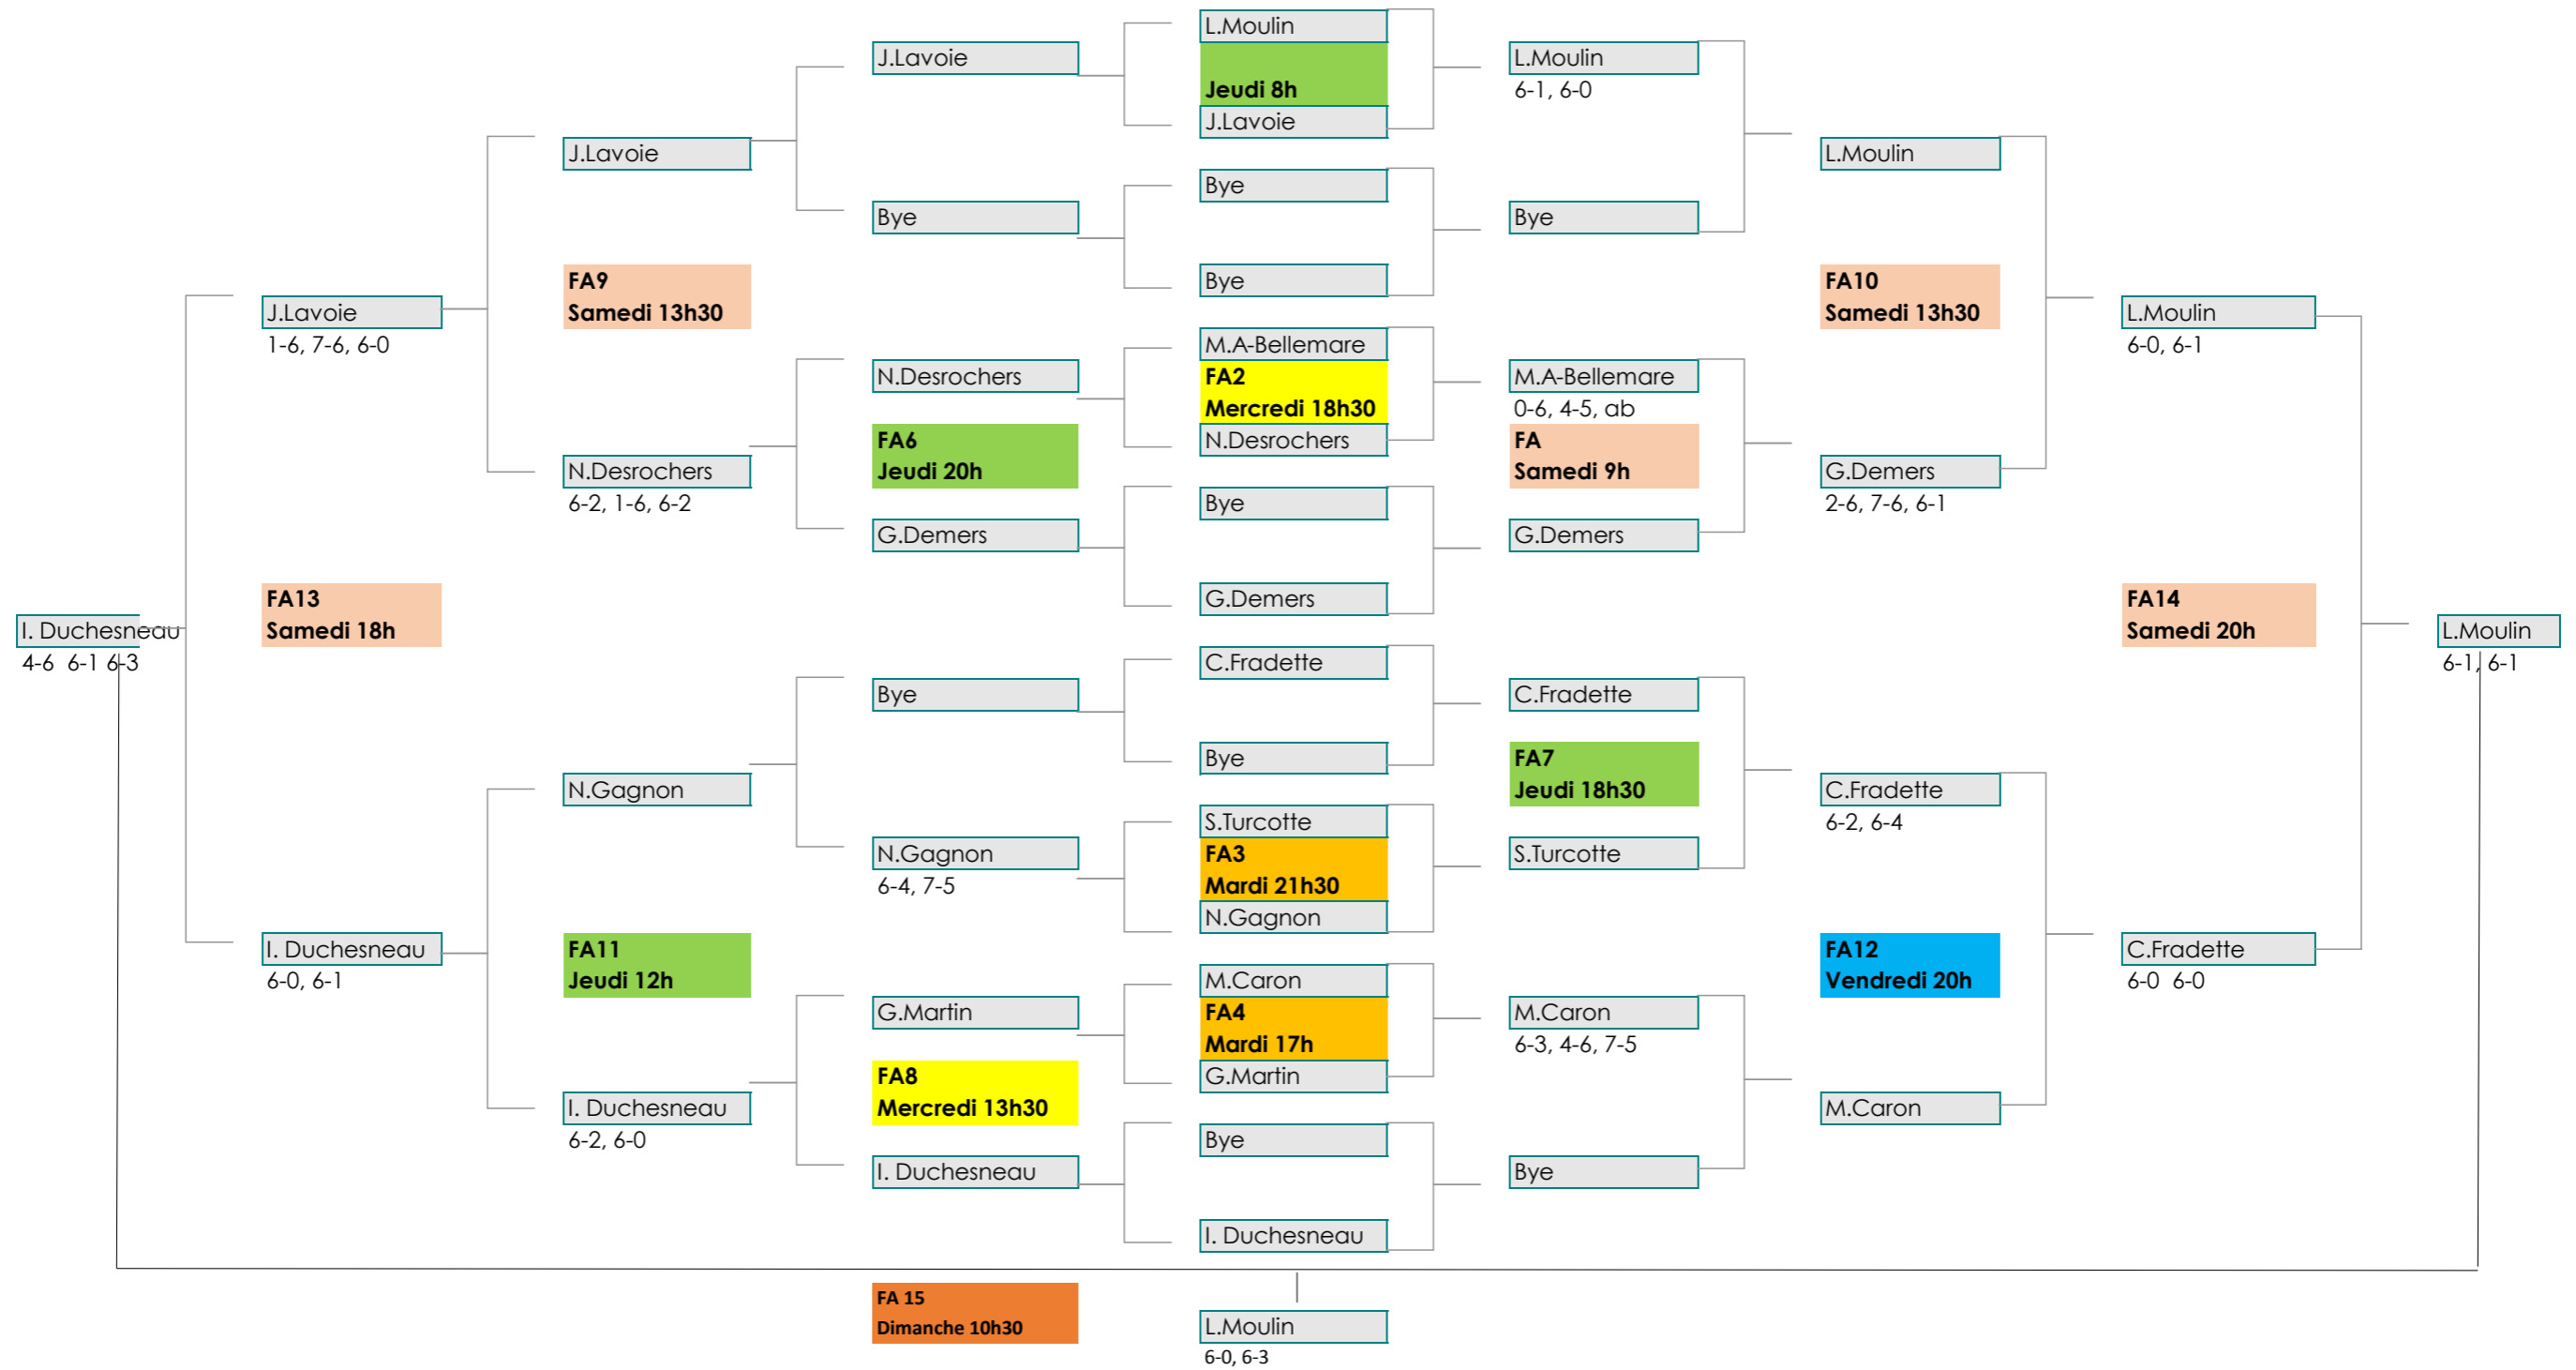 L.Moulin
J.Lavoie
L.Moulin
Jeudi 8h
6-1, 6-0
J.Lavoie
J.Lavoie
L.Moulin
Bye
Bye
Bye
FA9
Bye
FA10
Samedi 13h30
Samedi 13h30
J.Lavoie
L.Moulin
1-6, 7-6, 6-0
M.A-Bellemare
6-0, 6-1
N.Desrochers
FA2
M.A-Bellemare
Mercredi 18h30
0-6, 4-5, ab
FA6
N.Desrochers
FA
N.Desrochers
Jeudi 20h
Samedi 9h
G.Demers
6-2, 1-6, 6-2
Bye
2-6, 7-6, 6-1
G.Demers
G.Demers
FA13
G.Demers
FA14
I. Duchesneau
Samedi 18h
Samedi 20h
L.Moulin
4-6 6-1 6-3
C.Fradette
6-1, 6-1
Bye
C.Fradette
Bye
FA7
N.Gagnon
Jeudi 18h30
C.Fradette
S.Turcotte
6-2, 6-4
N.Gagnon
FA3
S.Turcotte
6-4, 7-5
Mardi 21h30
N.Gagnon
I. Duchesneau
FA11
FA12
C.Fradette
6-0, 6-1
Jeudi 12h
M.Caron
Vendredi 20h
6-0 6-0
G.Martin
FA4
M.Caron
Mardi 17h
6-3, 4-6, 7-5
FA8
G.Martin
I. Duchesneau
Mercredi 13h30
M.Caron
6-2, 6-0
Bye
I. Duchesneau
Bye
I. Duchesneau
FA 15
Dimanche 10h30
L.Moulin
6-0, 6-3